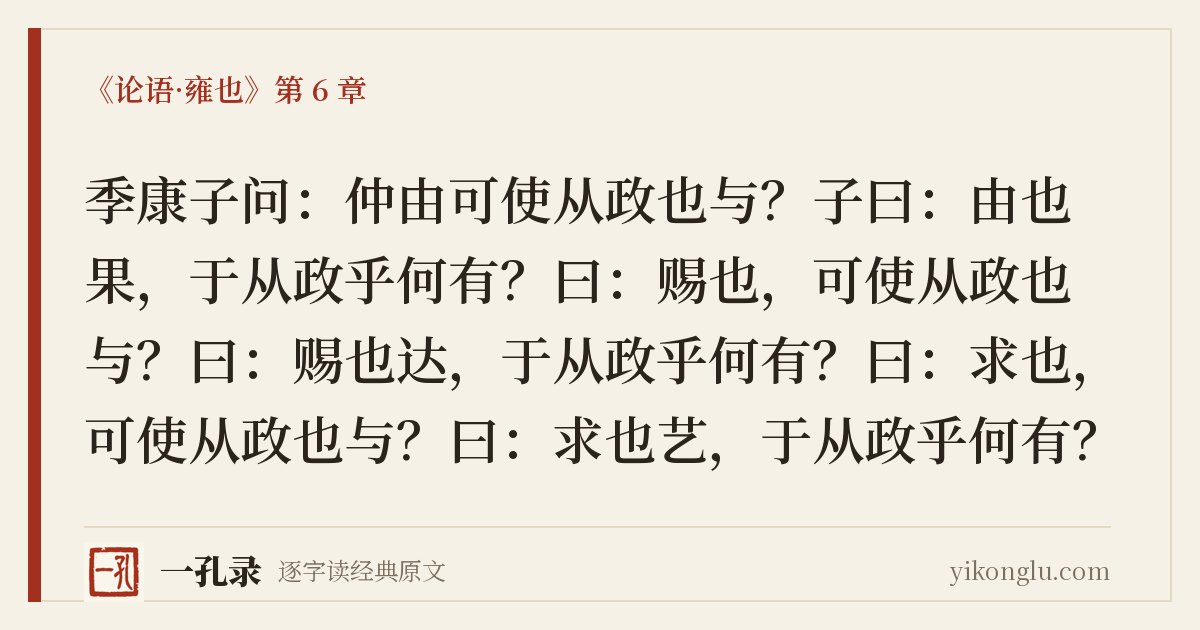 《论语·雍也》第 6 章
季康子问：仲由可使从政也与？子曰：由也
果，于从政乎何有？曰：赐也，可使从政也
与？曰：赐也达，于从政乎何有？曰：求也，
可使从政也与？曰：求也艺，于从政乎何有？
一孔
一孔录 逐字读经典原文 yikonglu.com